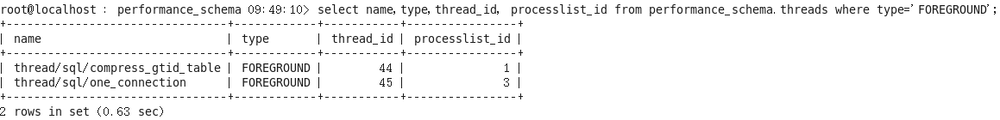 root@localhost : performance_schema 09:49:10> select name,type,thread_id, processlist_id from performance_schema.threads where type='FOREGROUND';
+-------------------------------+------------+-----------+----------------+
| name                          | type       | thread_id | processlist_id |
+-------------------------------+------------+-----------+----------------+
| thread/sql/compress_gtid_table | FOREGROUND |        44 |              1 |
| thread/sql/one_connection     | FOREGROUND |        45 |              3 |
+-------------------------------+------------+-----------+----------------+
2 rows in set (0.63 sec)